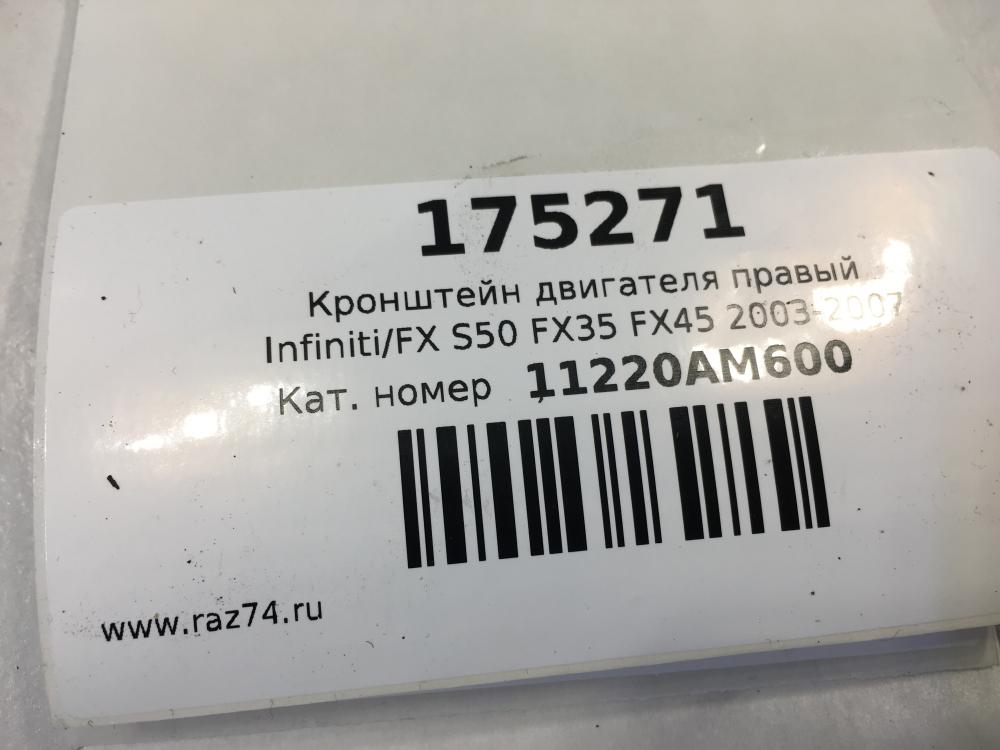 175271
Кронштейн двигателя правый
Infiniti/FX S50 FX35 FX45 2003-2007
Кат. номер 11220AM600
www.raz74.ru